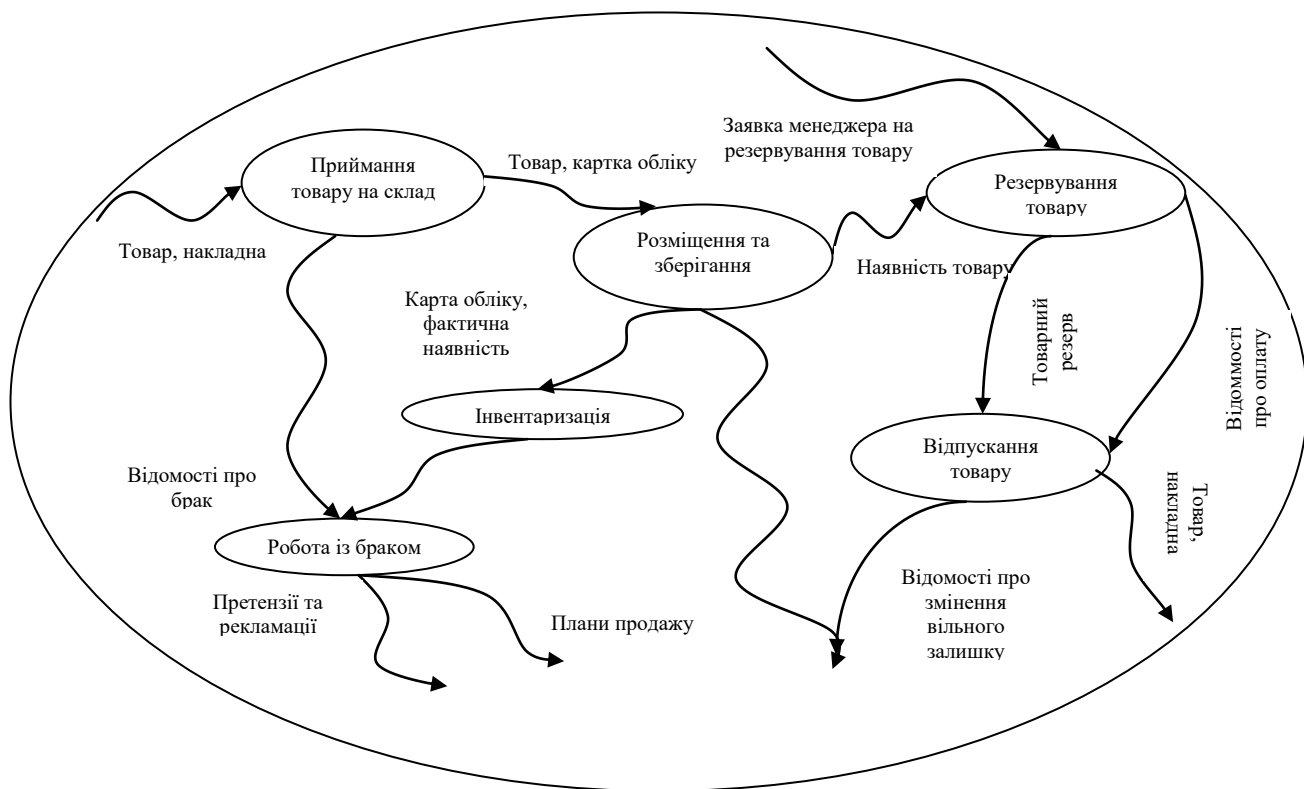 Заявка менеджера на
резервування товару
Приймання
товару на склад
Товар, картка обліку
Резервування
товару
Товар, накладна
Розміщення та
зберігання
Наявність товару
Карта обліку,
фактична
наявність
Товарний
резерв
Відоммості
про оплату
Інвентаризація
Відпускання
товару
Відомості про
брак
Товар,
накладна
Робота із браком
Претензії та
рекламації
Плани продажу
Відомості про
змінення
вільного
залишку